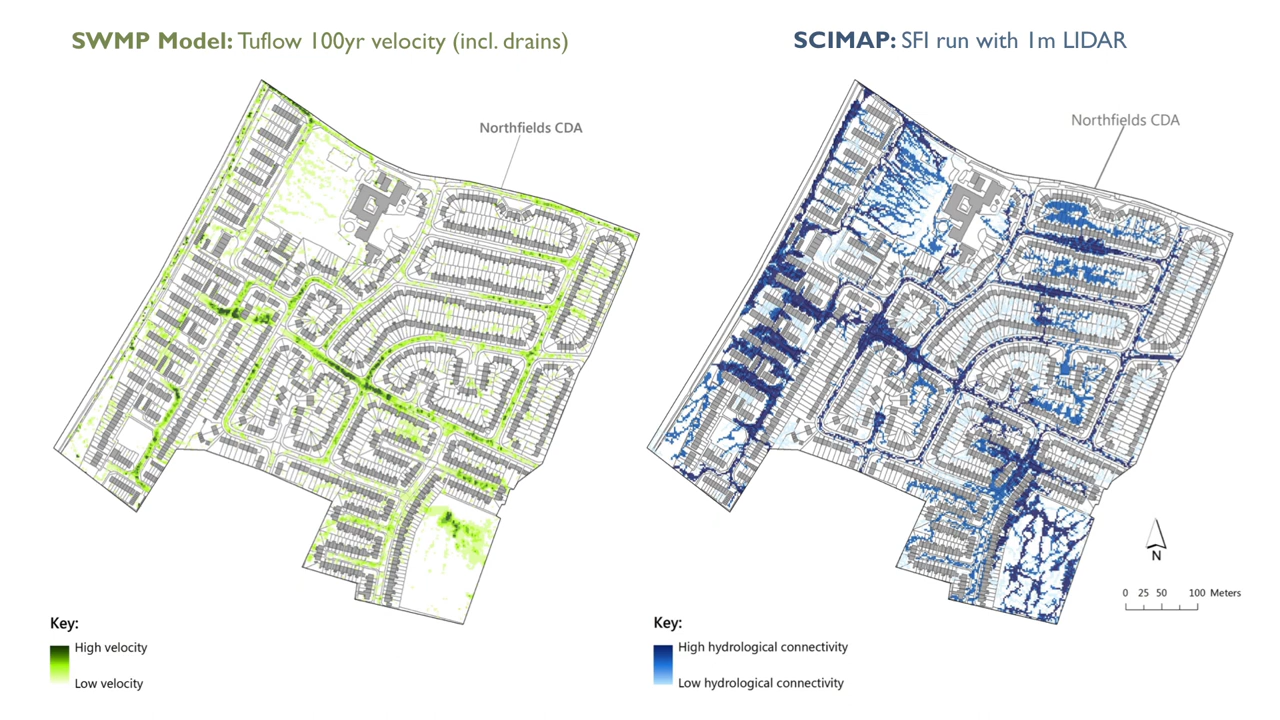 SWMP Model: Tuflow 100yr velocity (incl. drains)
SCIMAP: SFI run with 1m LIDAR
Northfields CDA
Northfields CDA
N
0 25 50 100 Meters
Key:
High velocity
Low velocity
Key:
High hydrological connectivity
Low hydrological connectivity